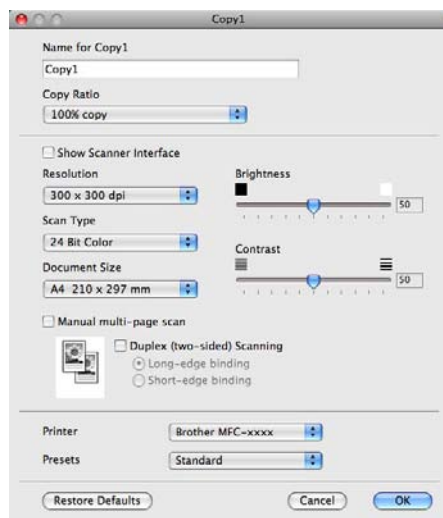 Copy1
Name for Copy1
Copy1
Copy Ratio
100% copy
Show Scanner Interface
Resolution
300 x 300 dpi
Scan Type
24 Bit Color
Document Size
A4 210 x 297 mm
Brightness
50
Contrast
50
Manual multi-page scan
Duplex (two-sided) Scanning
Long-edge binding
Short-edge binding
Printer
Brother MFC-xxxx
Presets
Standard
Restore Defaults
Cancel
OK